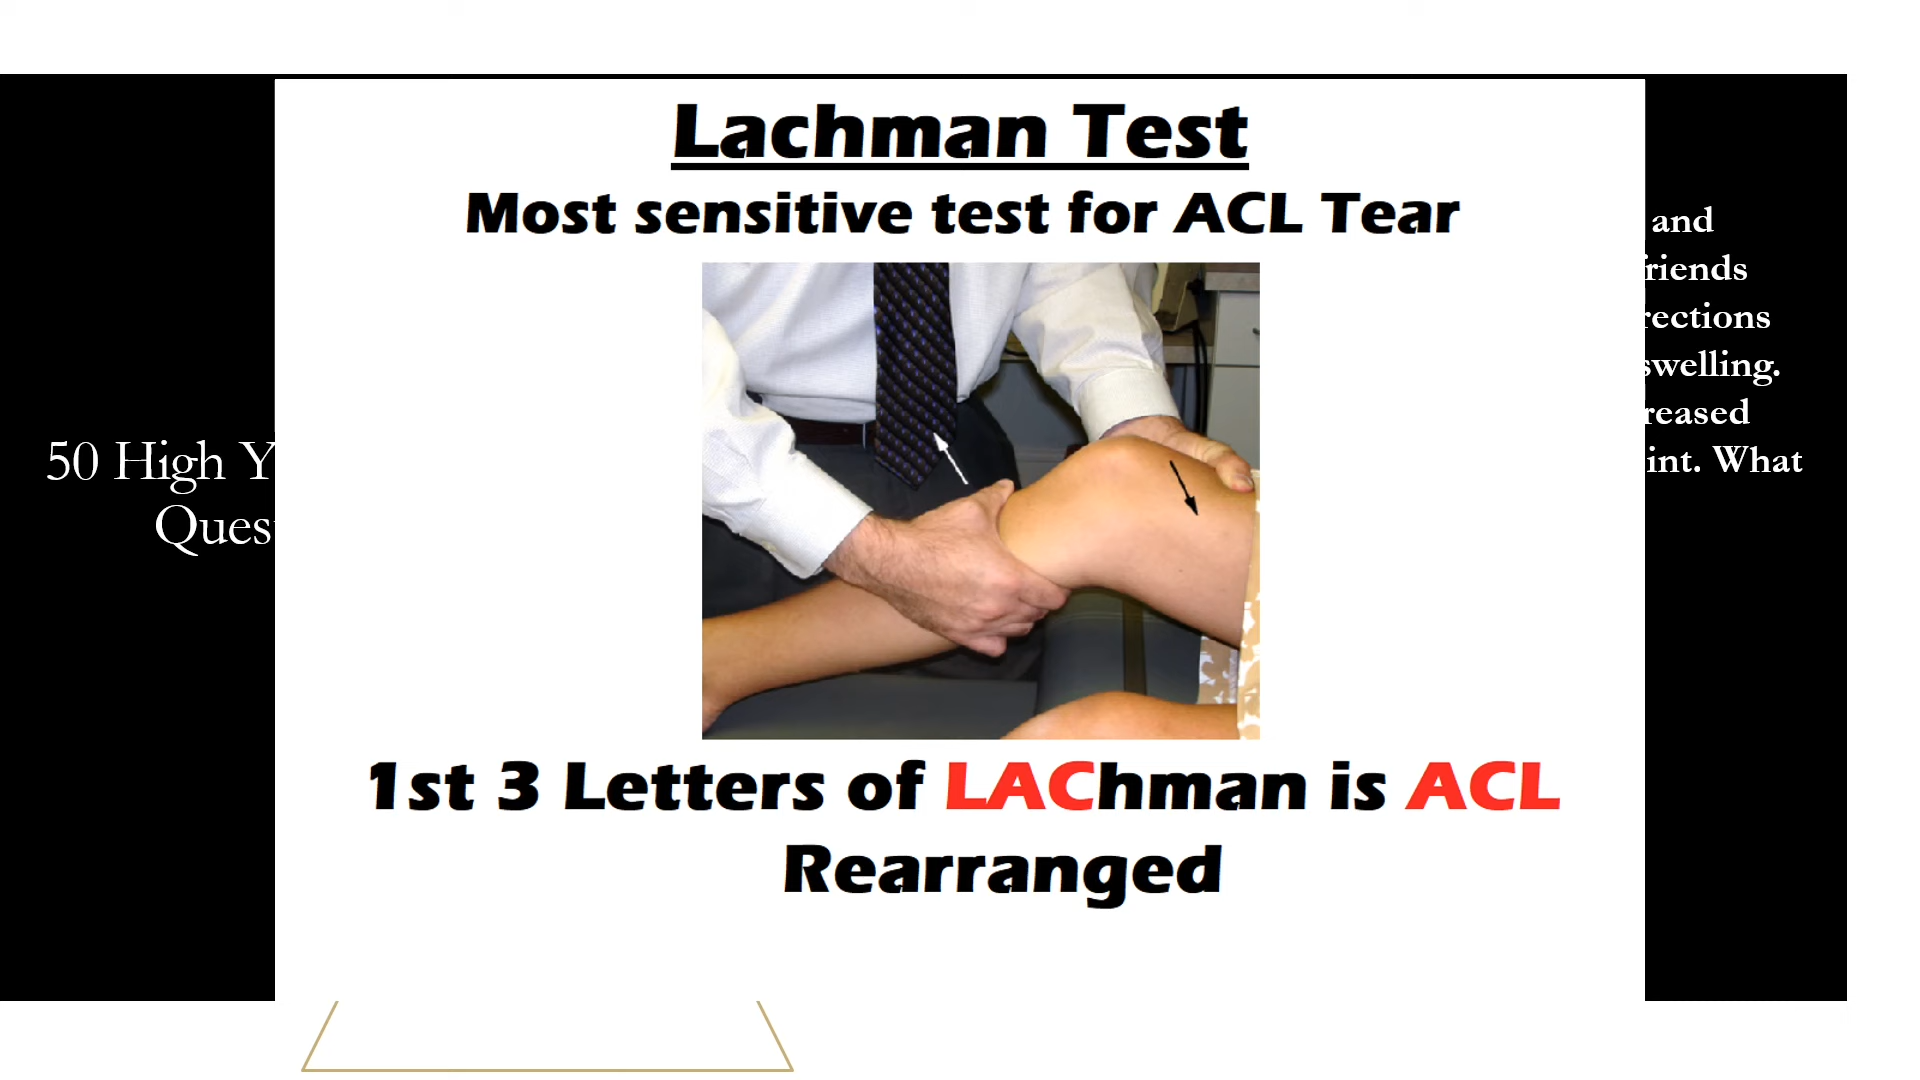 Lachman Test
Most sensitive test for ACL Tear
1st 3 Letters of LAChman is ACL
Rearranged
50 High Y
Ques
and
riends
rections
swelling.
reased
int. What